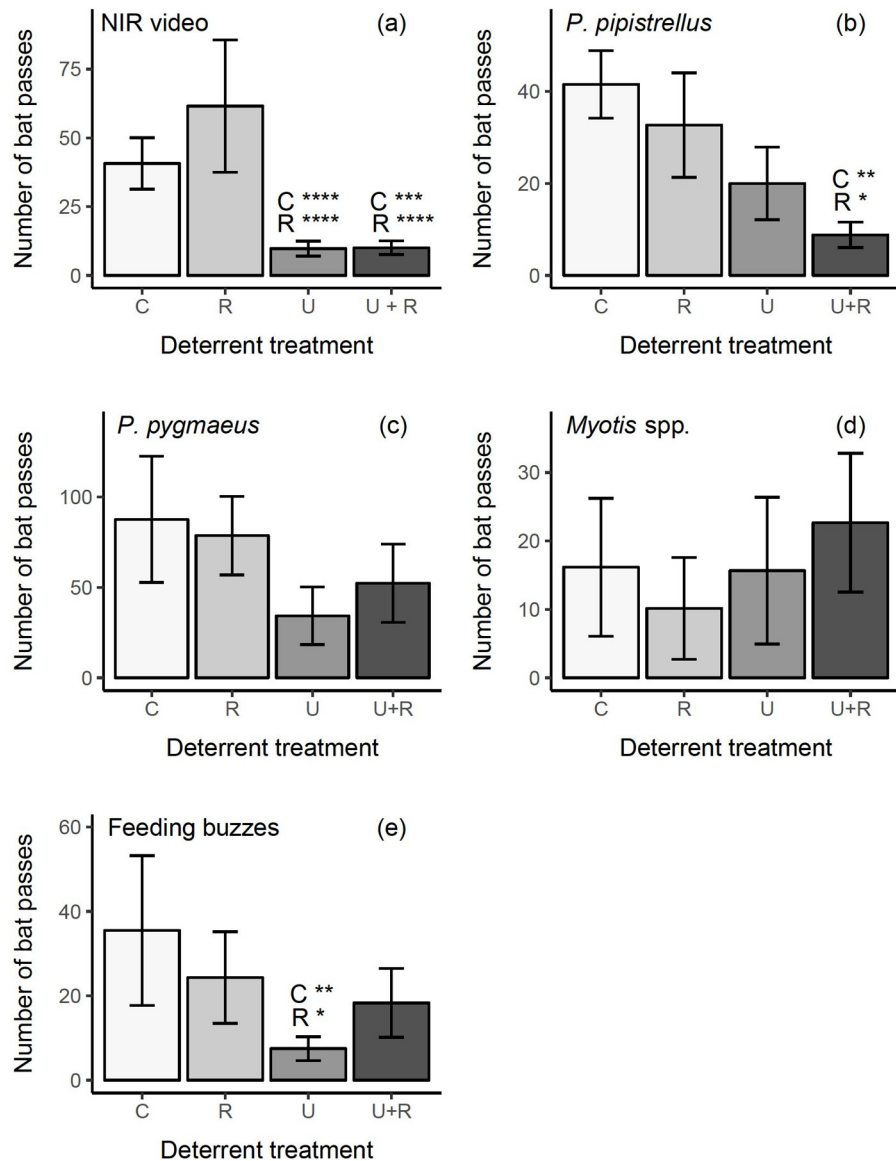 NIR video (a)
Number of bat passes
75
50
25
0
C ****
R ****
C ***
R ****
C R U U + R
Deterrent treatment
P. pipistrellus (b)
Number of bat passes
40
20
0
C **
R *
C R U U+R
Deterrent treatment
P. pygmaeus (c)
Number of bat passes
100
50
0
C R U U+R
Deterrent treatment
Myotis spp. (d)
Number of bat passes
30
20
10
0
C R U U+R
Deterrent treatment
Feeding buzzes (e)
Number of bat passes
60
40
20
0
C **
R *
C R U U+R
Deterrent treatment